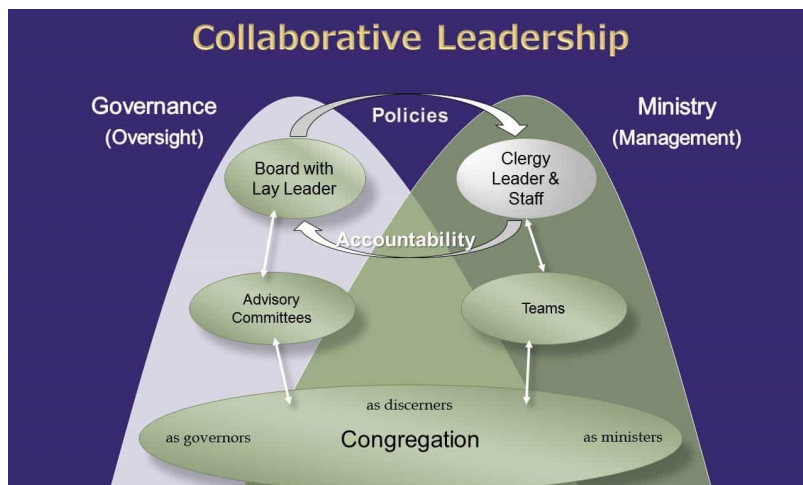 Collaborative Leadership
Governance
(Oversight)
Policies
Ministry
(Management)
Board with
Lay Leader
Clergy
Leader &
Staff
Accountability
Advisory
Committees
Teams
as discerners
as governors
Congregation
as ministers